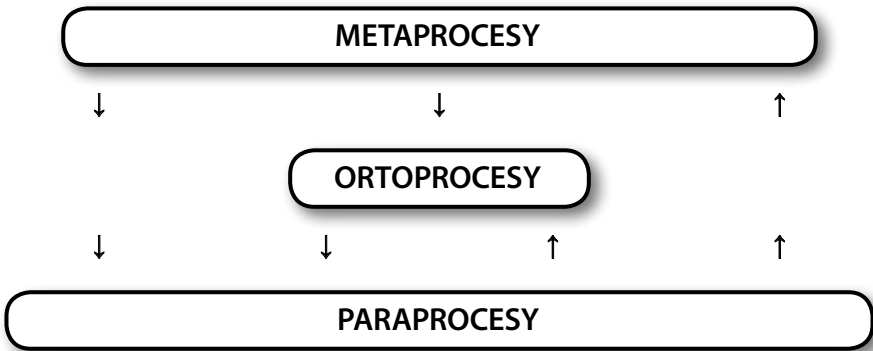 METAPROCESY
↓ ↓ ↑
ORTOPROCESY
↓ ↓ ↑ ↑
PARAPROCESY